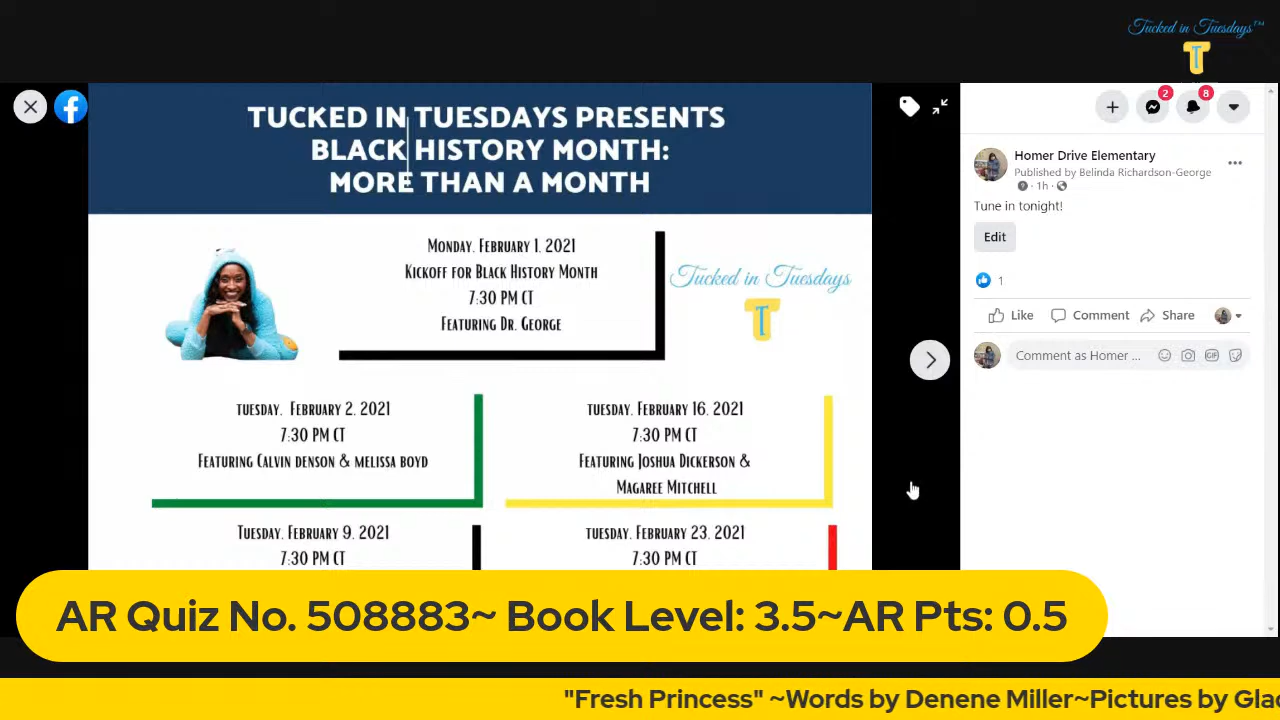 Tucked in Tuesdays™
T
TUCKED IN TUESDAYS PRESENTS
BLACK HISTORY MONTH:
MORE THAN A MONTH
Monday, February 1, 2021
Kickoff for Black History Month
7:30 PM CT
Featuring Dr. George
Tucked in Tuesdays
T
Tuesday, February 2, 2021
7:30 PM CT
Featuring Calvin Denson & Melissa Boyd
Tuesday, February 16, 2021
7:30 PM CT
Featuring Joshua Dickerson &
Magaree Mitchell
Tuesday, February 9, 2021
7:30 PM CT
Tuesday, February 23, 2021
7:30 PM CT
2
8
Homer Drive Elementary
Published by Belinda Richardson-George
· 1h ·
Tune in tonight!
Edit
1
Like Comment Share
Comment as Homer ...
GIF
AR Quiz No. 508883~ Book Level: 3.5~AR Pts: 0.5
"Fresh Princess" ~Words by Denene Miller~Pictures by Glad